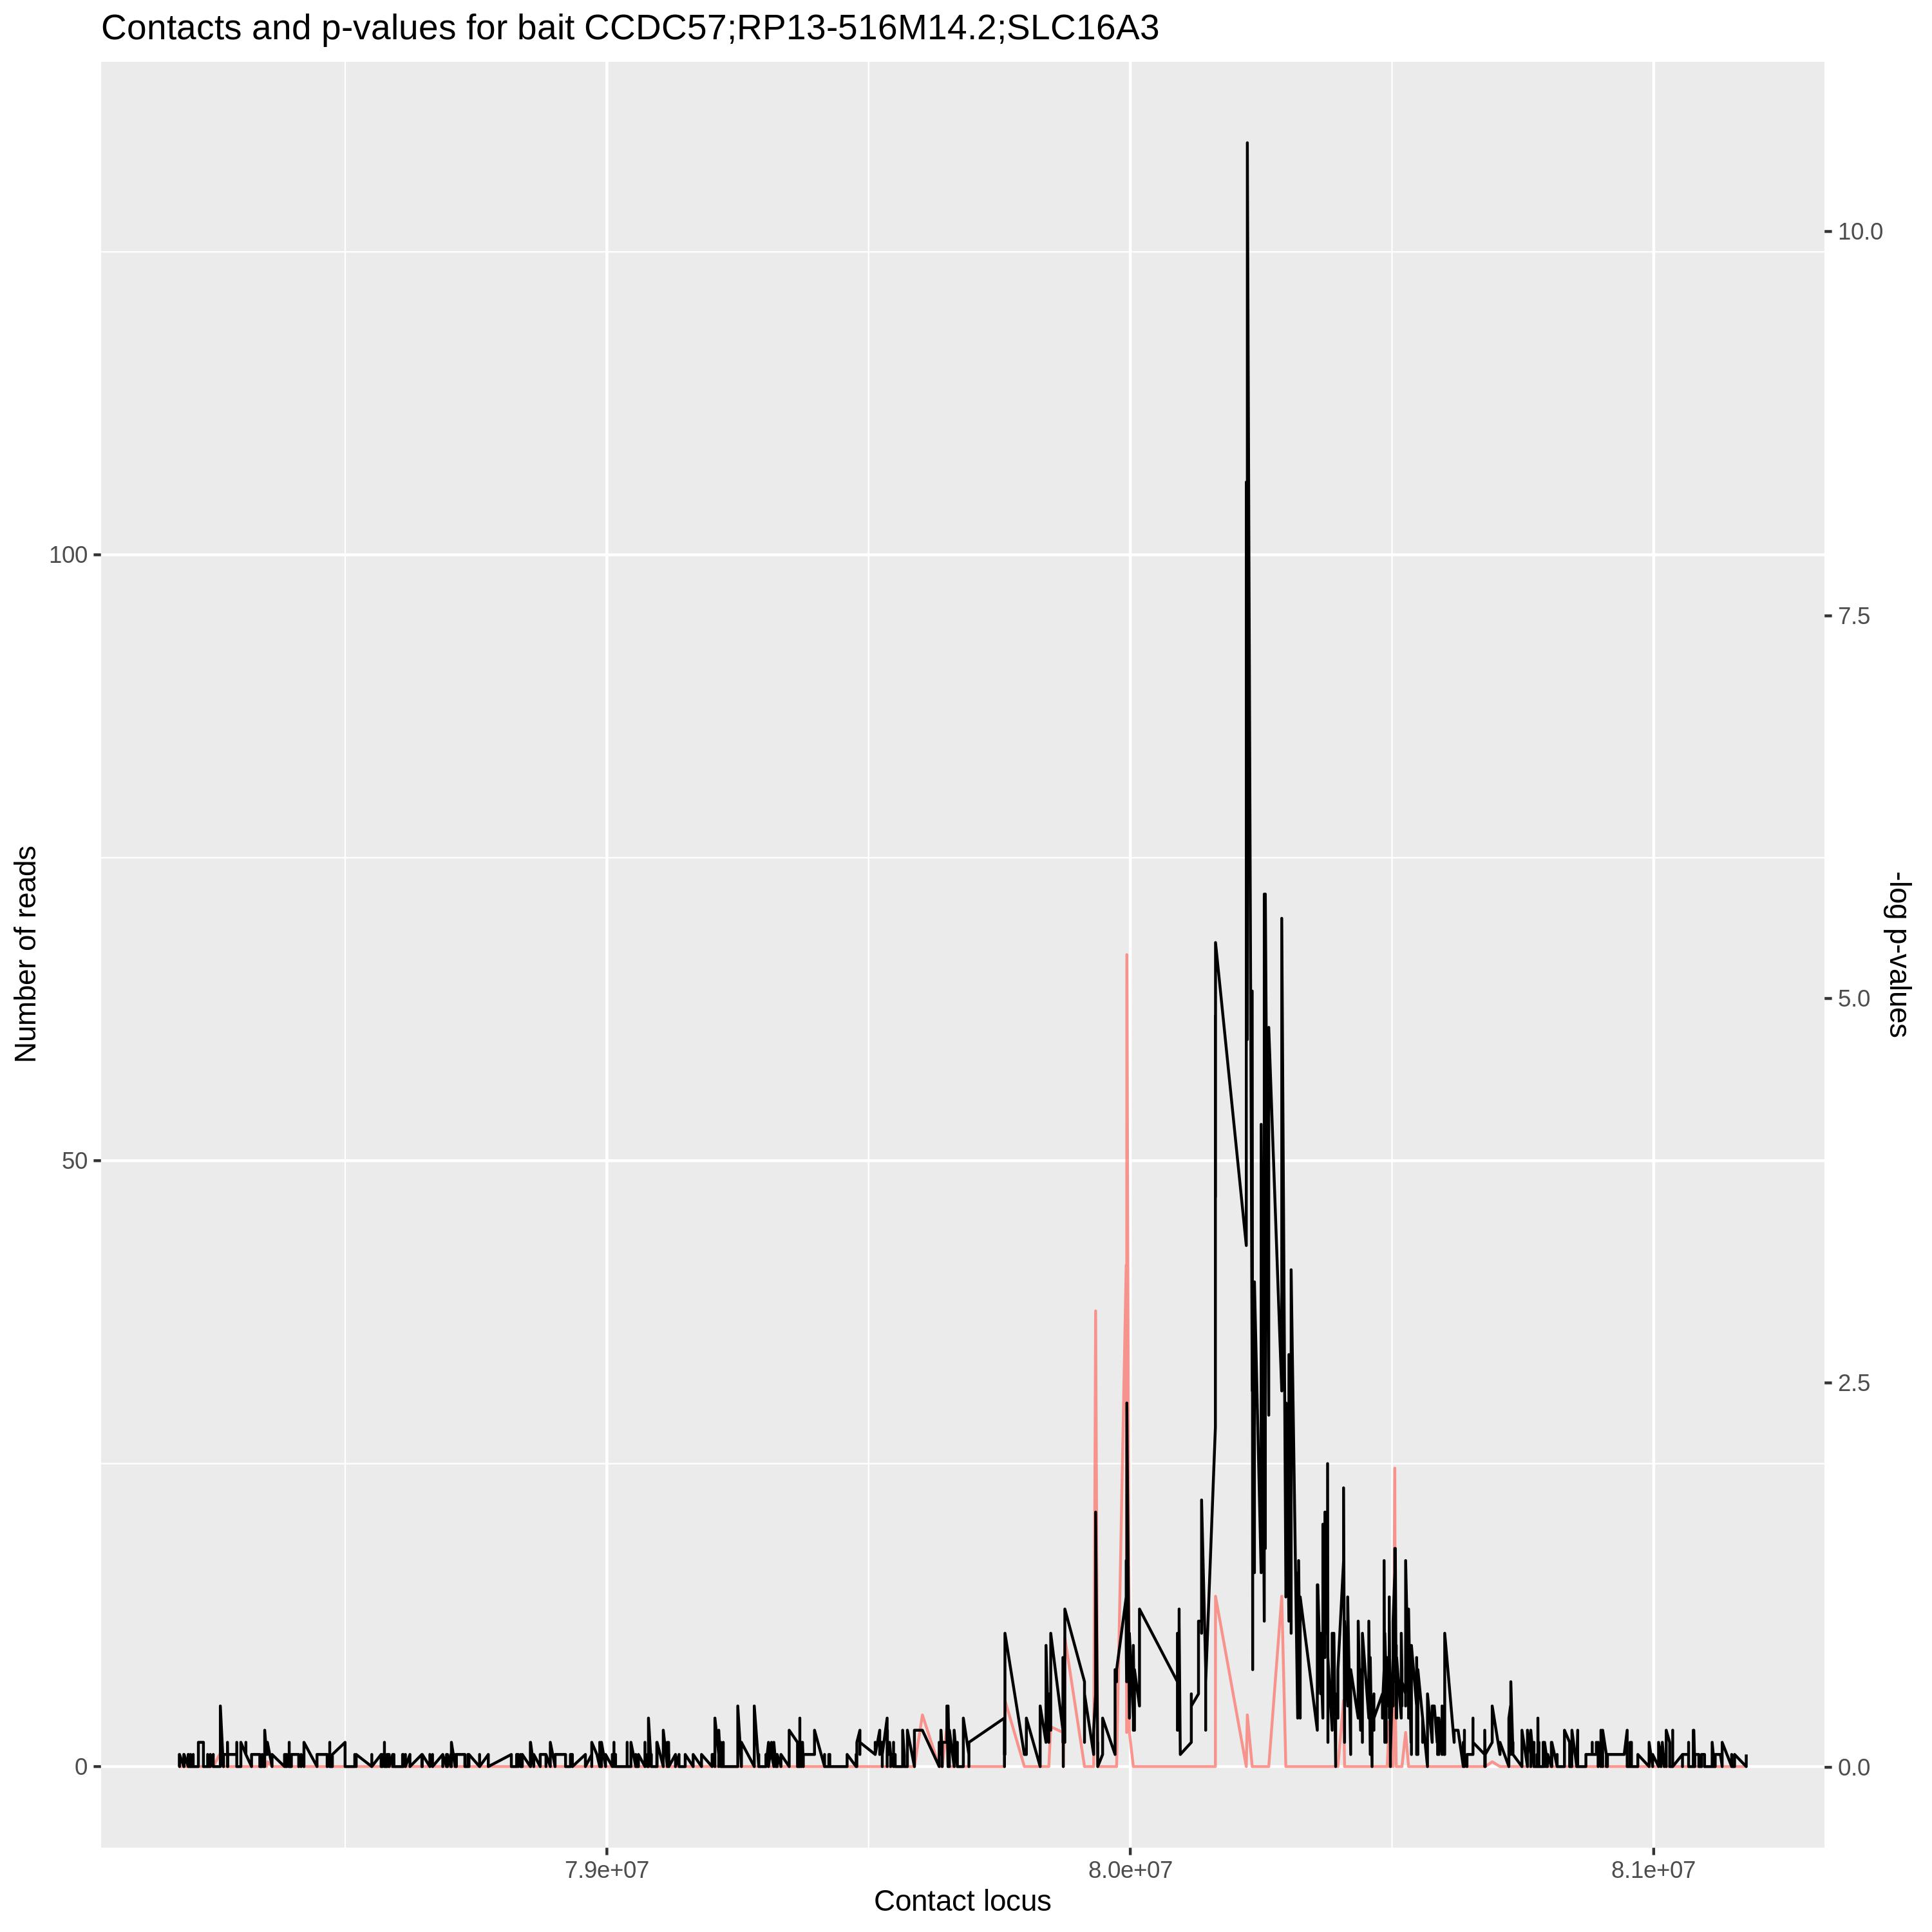 Contacts and p-values for bait CCDC57;RP13-516M14.2;SLC16A3
10.0
100
7.5
Number of reads
-log p-values
5.0
50
2.5
0
0.0
7.9e+07
8.0e+07
8.1e+07
Contact locus